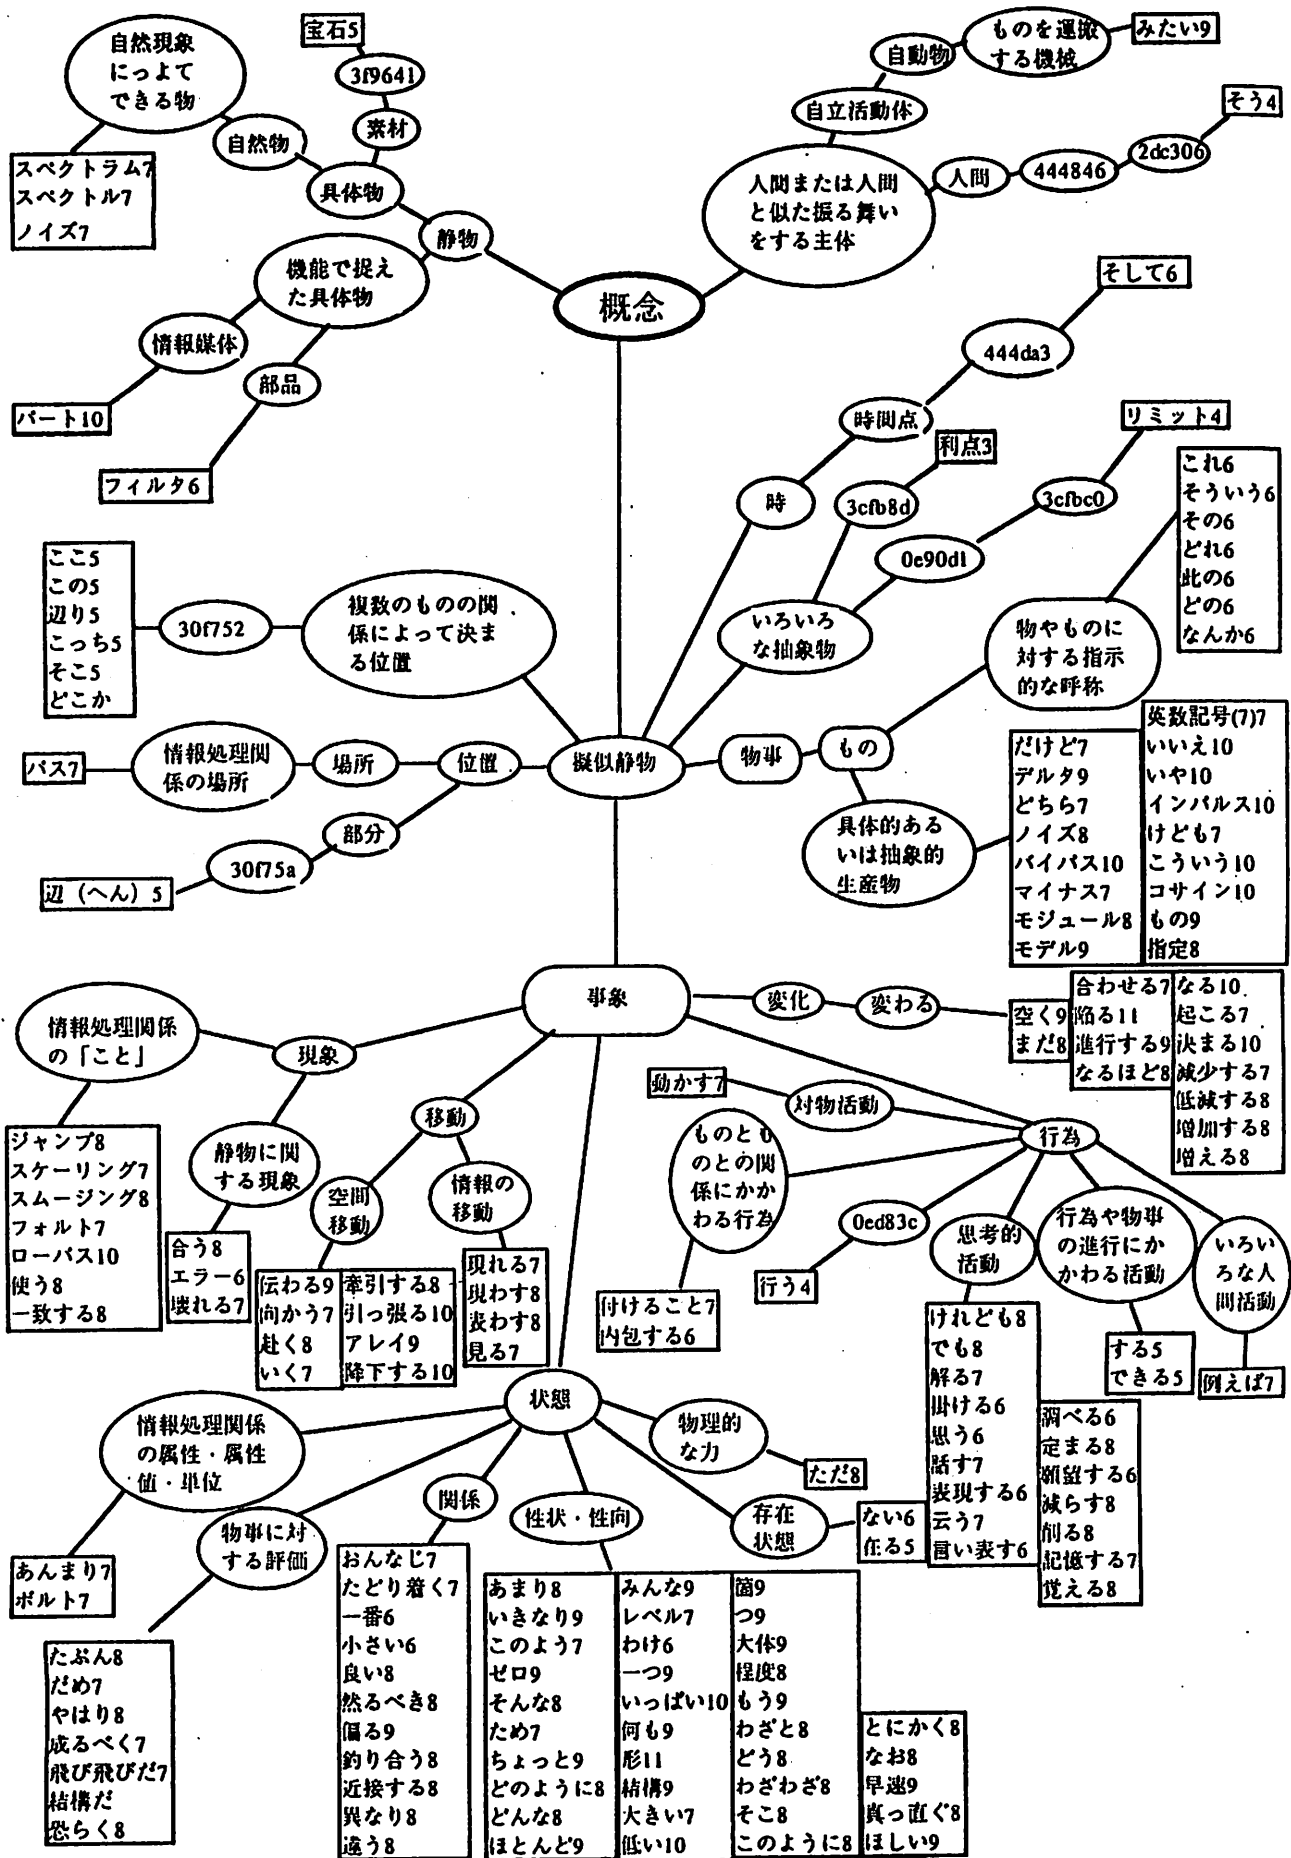 自然現象
にっよて
できる物
宝石5
3f9641
素材
自然物
具体物
静物
スペクトラム7
スペクトル7
ノイズ7
機能で捉え
た具体物
情報媒体
部品
パート10
フィルタ6
概念
自動物
ものを運搬
する機械
みたい9
自立活動体
人間または人間
と似た振る舞い
をする主体
人間
444846
2dc306
そう4
そして6
444da3
時間点
時
利点3
3cfb8d
リミット4
3cfbc0
0e90d1
いろいろ
な抽象物
これ6
そういう6
その6
どれ6
此の6
どの6
なんか6
物やものに
対する指示
的な呼称
ここ5
この5
辺り5
こっち5
そこ5
どこか
30f752
複数のものの関
係によって決ま
る位置
パス7
情報処理関
係の場所
場所
位置
擬似静物
物事
もの
部分
30f75a
辺（へん）5
具体的ある
いは抽象的
生産物
だけど7
デルタ9
どちら7
ノイズ8
バイパス10
マイナス7
モジュール8
モデル9
英数記号(7)7
いいえ10
いや10
インパルス10
けども7
こういう10
コサイン10
もの9
指定8
事象
変化
変わる
空く9
まだ8
合わせる7
陥る11
進行する9
なるほど8
なる10
起こる7
決まる10
減少する7
低減する8
増加する8
増える8
情報処理関係
の「こと」
現象
ジャンプ8
スケーリング7
スムージング8
フォルト7
ローパス10
使う8
一致する8
静物に関
する現象
合う8
エラー6
壊れる7
移動
空間
移動
情報の
移動
伝わる9
向かう7
赴く8
いく7
牽引する8
引っ張る10
アレイ9
降下する10
現れる7
現わす8
表わす8
見る7
動かす7
対物活動
行為
ものとも
のとの関
係にかか
わる行為
付けること7
内包する6
0ed83c
行う4
思考的
活動
行為や物事
の進行にか
かわる活動
いろい
ろな人
間活動
する5
できる5
例えば7
けれども8
でも8
解る7
掛ける6
思う6
話す7
表現する6
云う7
言い表す6
調べる6
定まる8
減らす8
削る8
記憶する7
覚える8
状態
情報処理関係
の属性・属性
値・単位
あんまり7
ボルト7
物事に対
する評価
たぶん8
だめ7
やはり8
成るべく7
飛び飛びだ7
結構だ
恐らく8
関係
おんなじ7
たどり着く7
一番6
小さい6
良い8
然るべき8
偏る9
釣り合う8
近接する8
異なり8
違う8
性状・性向
あまり8
いきなり9
このよう7
ゼロ9
そんな8
ため7
ちょっと9
どのように8
どんな8
ほとんど9
みんな9
レベル7
わけ6
一つ9
いっぱい10
何も9
形11
結構9
大きい7
低い10
箇9
つ9
大体9
程度8
もう9
わざと8
どう8
わざわざ8
そこ8
このように8
とにかく8
なお8
早速9
真っ直ぐ8
ほしい9
物理的
な力
ただ8
存在
状態
ない6
在る5